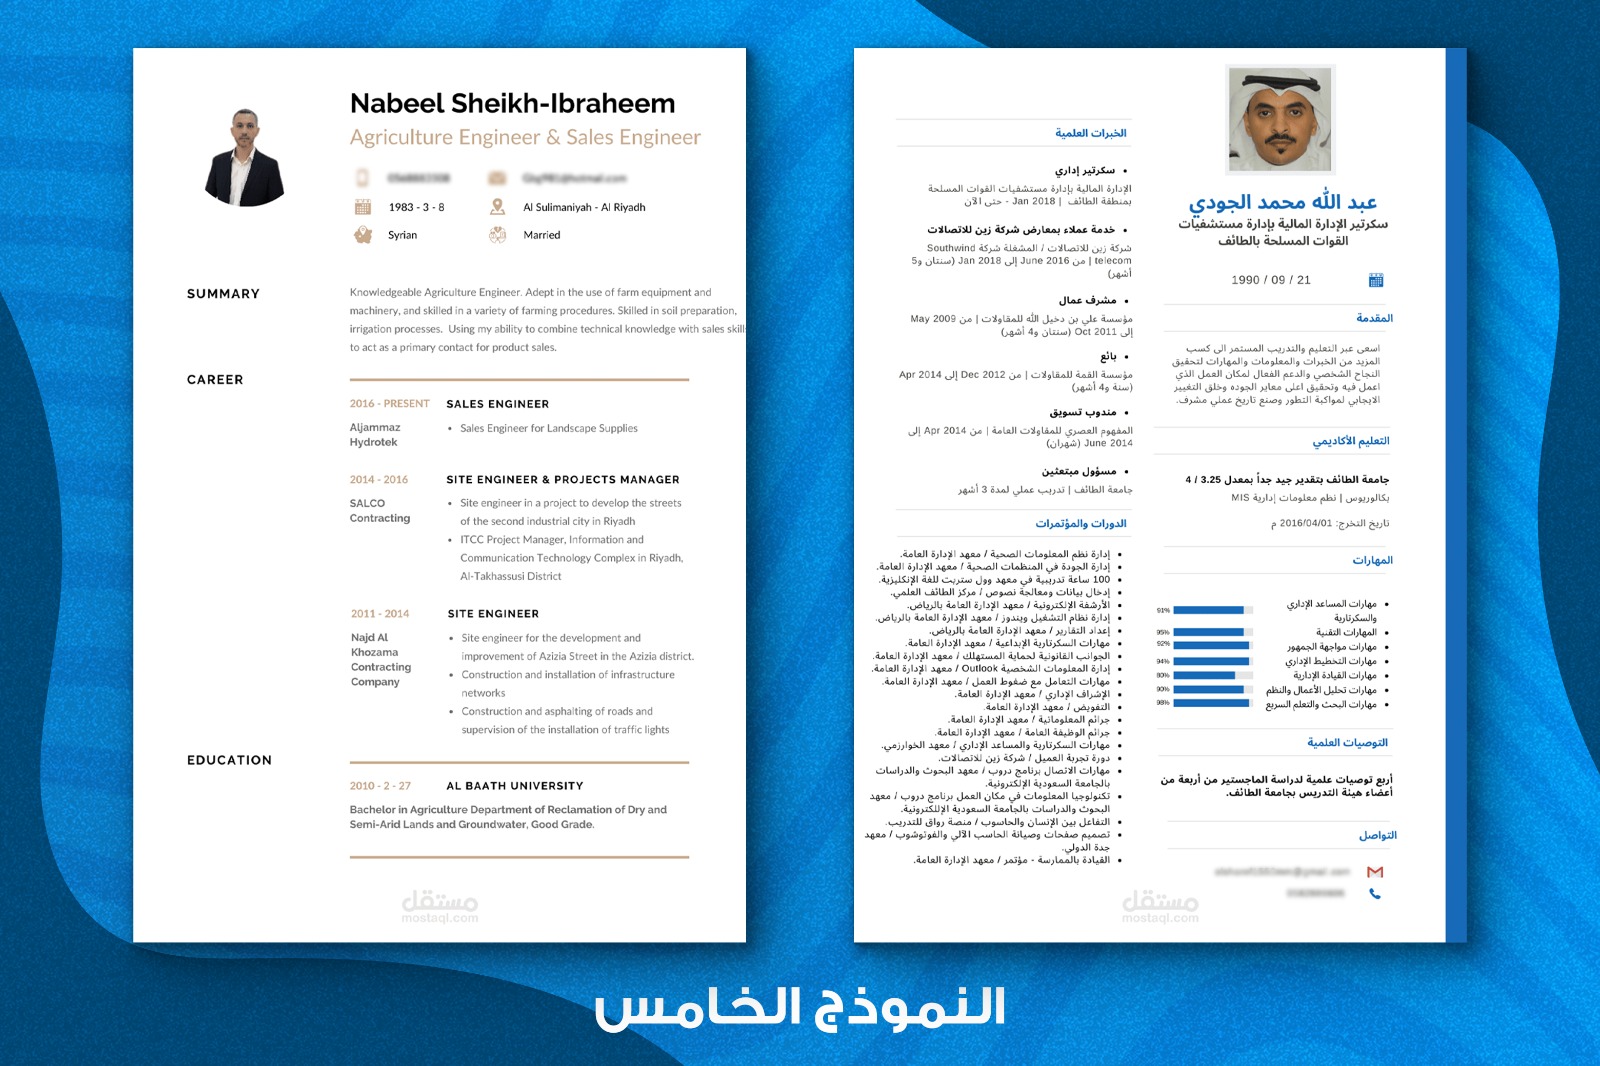 Nabeel Sheikh-Ibraheem
Agriculture Engineer & Sales Engineer
1983 - 3 - 8
Al Sulimaniyah - Al Riyadh
Syrian
Married
SUMMARY
Knowledgeable Agriculture Engineer. Adept in the use of farm equipment and
machinery, and skilled in a variety of farming procedures. Skilled in soil preparation,
irrigation processes. Using my ability to combine technical knowledge with sales skills
to act as a primary contact for product sales.
CAREER
2016 - PRESENT
SALES ENGINEER
Aljammaz
Hydrotek
• Sales Engineer for Landscape Supplies
2014 - 2016
SITE ENGINEER & PROJECTS MANAGER
SALCO
Contracting
• Site engineer in a project to develop the streets
of the second industrial city in Riyadh
• ITCC Project Manager, Information and
Communication Technology Complex in Riyadh,
Al-Takhassusi District
2011 - 2014
SITE ENGINEER
Najd Al
Khozama
Contracting
Company
• Site engineer for the development and
improvement of Azizia Street in the Azizia district.
• Construction and installation of infrastructure
networks
• Construction and asphalting of roads and
supervision of the installation of traffic lights
EDUCATION
2010 - 2 - 27
AL BAATH UNIVERSITY
Bachelor in Agriculture Department of Reclamation of Dry and
Semi-Arid Lands and Groundwater, Good Grade.
مستقل
mostaql.com
عبد الله محمد الجودي
سكرتير الإدارة المالية بإدارة مستشفيات
القوات المسلحة بالطائف
1990 / 09 / 21
المقدمة
اسعى عبر التعليم والتدريب المستمر الى كسب
المزيد من الخبرات والمعلومات والمهارات لتحقيق
النجاح الشخصي والدعم الفعال لمكان العمل الذي
اعمل فيه وتحقيق اعلى معاير الجوده وخلق التغيير
الايجابي لمواكبة التطور وصنع تاريخ عملي مشرف.
التعليم الأكاديمي
جامعة الطائف بتقدير جيد جداً بمعدل 3.25 / 4
بكالوريوس | نظم معلومات إدارية MIS
تاريخ التخرج: 2016/04/01 م
المهارات
• مهارات المساعد الإداري
والسكرتارية
91%
• المهارات التقنية
95%
• مهارات مواجهة الجمهور
92%
• مهارات التخطيط الإداري
94%
• مهارات القيادة الإدارية
80%
• مهارات تحليل الأعمال والنظم
90%
• مهارات البحث والتعلم السريع
98%
التوصيات العلمية
أربع توصيات علمية لدراسة الماجستير من أربعة من
أعضاء هيئة التدريس بجامعة الطائف.
التواصل
الخبرات العلمية
• سكرتير إداري
الإدارة المالية بإدارة مستشفيات القوات المسلحة
بمنطقة الطائف | Jan 2018 - حتى الآن
• خدمة عملاء بمعارض شركة زين للاتصالات
شركة زين للاتصالات / المشغلة شركة Southwind
telecom | من June 2016 إلى Jan 2018 (سنتان و5
أشهر)
• مشرف عمال
مؤسسة علي بن دخيل الله للمقاولات | من May 2009
إلى Oct 2011 (سنتان و4 أشهر)
• بائع
مؤسسة القمة للمقاولات | من Dec 2012 إلى Apr 2014
(سنة و4 أشهر)
• مندوب تسويق
المفهوم العصري للمقاولات العامة | من Apr 2014 إلى
June 2014 (شهران)
• مسؤول مبتعثين
جامعة الطائف | تدريب عملي لمدة 3 أشهر
الدورات والمؤتمرات
• إدارة نظم المعلومات الصحية / معهد الإدارة العامة.
• إدارة الجودة في المنظمات الصحية / معهد الإدارة العامة.
• 100 ساعة تدريبية في معهد وول ستريت للغة الإنكليزية.
• إدخال بيانات ومعالجة نصوص / مركز الطائف العلمي.
• الأرشفة الإلكترونية / معهد الإدارة العامة بالرياض.
• إدارة نظام التشغيل ويندوز / معهد الإدارة العامة بالرياض.
• إعداد التقارير / معهد الإدارة العامة بالرياض.
• مهارات السكرتارية الإبداعية / معهد الإدارة العامة.
• الجوانب القانونية لحماية المستهلك / معهد الإدارة العامة.
• إدارة المعلومات الشخصية Outlook / معهد الإدارة العامة.
• مهارات التعامل مع ضغوط العمل / معهد الإدارة العامة.
• الإشراف الإداري / معهد الإدارة العامة.
• التفويض / معهد الإدارة العامة.
• جرائم المعلوماتية / معهد الإدارة العامة.
• جرائم الوظيفة العامة / معهد الإدارة العامة.
• مهارات السكرتارية والمساعد الإداري / معهد الخوارزمي.
• دورة تجربة العميل / شركة زين للاتصالات.
• مهارات الاتصال برنامج دروب / معهد البحوث والدراسات
بالجامعة السعودية الإلكترونية.
• تكنولوجيا المعلومات في مكان العمل برنامج دروب / معهد
البحوث والدراسات بالجامعة السعودية الإللكترونية.
• التفاعل بين الإنسان والحاسوب / منصة رواق للتدريب.
• تصميم صفحات وصيانة الحاسب الآلي والفوتوشوب / معهد
جدة الدولي.
• القيادة بالممارسة - مؤتمر / معهد الإدارة العامة.
مستقل
mostaql.com
النموذج الخامس